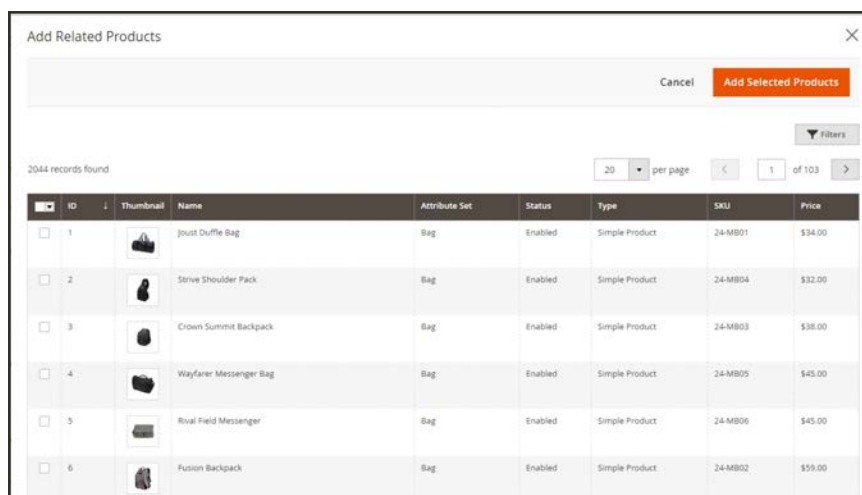 Add Related Products
Cancel Add Selected Products
Filters
2044 records found 20 per page 1 of 103
ID ↓ Thumbnail Name Attribute Set Status Type SKU Price
1 Joust Duffle Bag Bag Enabled Simple Product 24-MB01 $34.00
2 Strive Shoulder Pack Bag Enabled Simple Product 24-MB04 $32.00
3 Crown Summit Backpack Bag Enabled Simple Product 24-MB03 $38.00
4 Wayfarer Messenger Bag Bag Enabled Simple Product 24-MB05 $45.00
5 Rival Field Messenger Bag Enabled Simple Product 24-MB06 $45.00
6 Fusion Backpack Bag Enabled Simple Product 24-MB02 $59.00